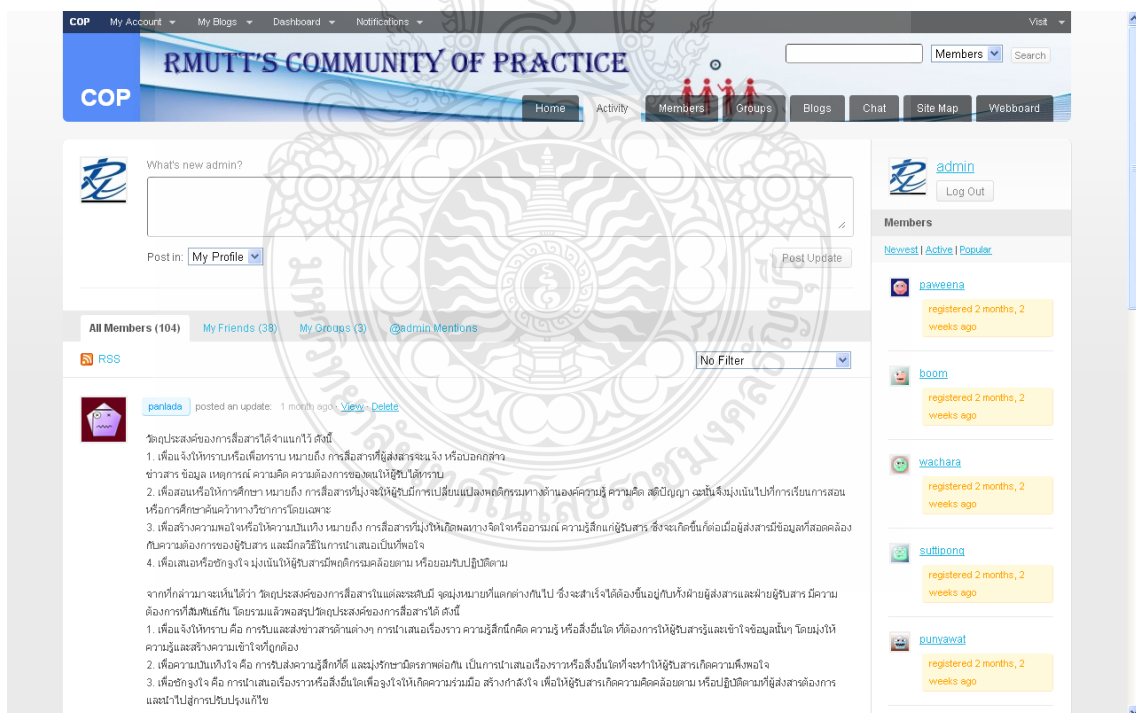 COP My Account My Blogs Dashboard Notifications Visit
RMUTT'S COMMUNITY OF PRACTICE
Members Search
COP
Home Activity Members Groups Blogs Chat Site Map Webboard
What's new admin?
Post in: My Profile Post Update
admin
Log Out
Members
Newest | Active | Popular
All Members (104) My Friends (38) My Groups (3) @admin Mentions
RSS No Filter
panlada posted an update: 1 month ago · View · Delete
วัตถุประสงค์ของการสื่อสารได้จำแนกไว้ ดังนี้
1. เพื่อแจ้งให้ทราบหรือเพื่อทราบ หมายถึง การสื่อสารที่ผู้ส่งสารจะแจ้ง หรือบอกกล่าว
ข่าวสาร ข้อมูล เหตุการณ์ ความคิด ความต้องการของตนให้ผู้รับได้ทราบ
2. เพื่อสอนหรือให้การศึกษา หมายถึง การสื่อสารที่มุ่งจะให้ผู้รับมีการเปลี่ยนแปลงพฤติกรรมทางด้านองค์ความรู้ ความคิด สติปัญญา ฉะนั้นจึงมุ่งเน้นไปที่การเรียนการสอน
หรือการศึกษาค้นคว้าทางวิชาการโดยเฉพาะ
3. เพื่อสร้างความพอใจหรือให้ความบันเทิง หมายถึง การสื่อสารที่มุ่งให้เกิดผลทางจิตใจหรืออารมณ์ ความรู้สึกแก่ผู้รับสาร ซึ่งจะเกิดขึ้นก็ต่อเมื่อผู้ส่งสารมีข้อมูลที่สอดคล้อง
กับความต้องการของผู้รับสาร และมีกลวิธีในการนำเสนอเป็นที่พอใจ
4. เพื่อเสนอหรือชักจูงใจ มุ่งเน้นให้ผู้รับสารมีพฤติกรรมคล้อยตาม หรือยอมรับปฏิบัติตาม
จากที่กล่าวมาจะเห็นได้ว่า วัตถุประสงค์ของการสื่อสารในแต่ละระดับมี จุดมุ่งหมายที่แตกต่างกันไป ซึ่งจะสำเร็จได้ต้องขึ้นอยู่กับทั้งฝ่ายผู้ส่งสารและฝ่ายผู้รับสาร มีความ
ต้องการที่สัมพันธ์กัน โดยรวมแล้วพอสรุปวัตถุประสงค์ของการสื่อสารได้ ดังนี้
1. เพื่อแจ้งให้ทราบ คือ การรับและส่งข่าวสารด้านต่างๆ การนำเสนอเรื่องราว ความรู้สึกนึกคิด ความรู้ หรือสิ่งอื่นใด ที่ต้องการให้ผู้รับสารรู้และเข้าใจข้อมูลนั้นๆ โดยมุ่งให้
ความรู้และสร้างความเข้าใจที่ถูกต้อง
2. เพื่อความบันเทิงใจ คือ การรับส่งความรู้สึกที่ดี และมุ่งรักษามิตรภาพต่อกัน เป็นการนำเสนอเรื่องราวหรือสิ่งอื่นใดที่จะทำให้ผู้รับสารเกิดความพึงพอใจ
3. เพื่อชักจูงใจ คือ การนำเสนอเรื่องราวหรือสิ่งอื่นใดเพื่อจูงใจให้เกิดความร่วมมือ สร้างกำลังใจ เพื่อให้ผู้รับสารเกิดความคิดคล้อยตาม หรือปฏิบัติตามที่ผู้ส่งสารต้องการ
และนำไปสู่การปรับปรุงแก้ไข
paweena
registered 2 months, 2
weeks ago
boom
registered 2 months, 2
weeks ago
wachara
registered 2 months, 2
weeks ago
suttipong
registered 2 months, 2
weeks ago
punyawat
registered 2 months, 2
weeks ago
มหาวิทยาลัยเทคโนโลยีราชมงคลธัญบุรี